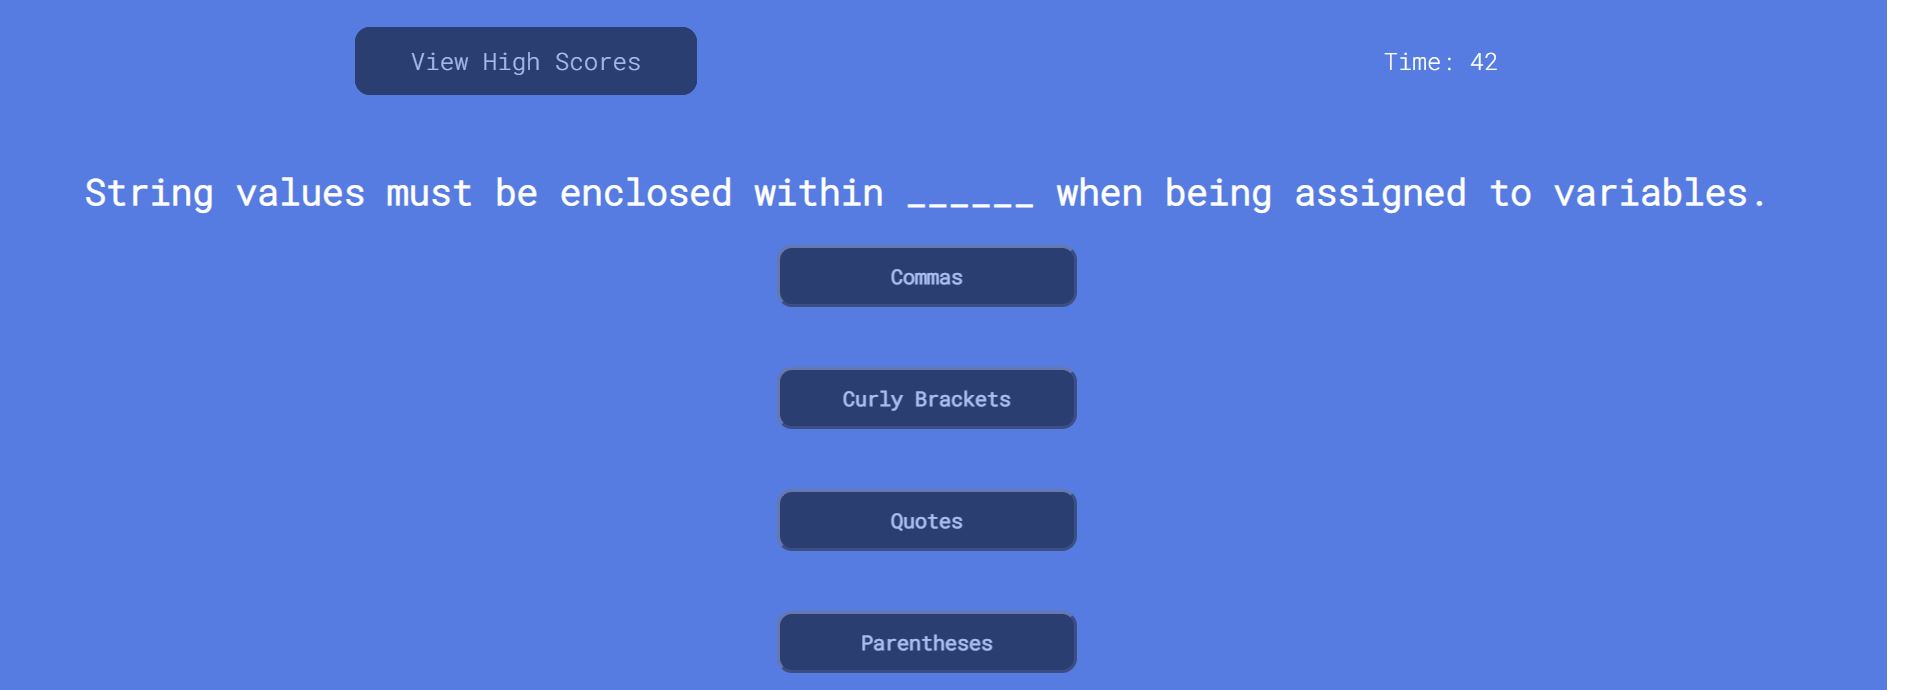 View High Scores
Time: 42
String values must be enclosed within ______ when being assigned to variables.
Commas
Curly Brackets
Quotes
Parentheses